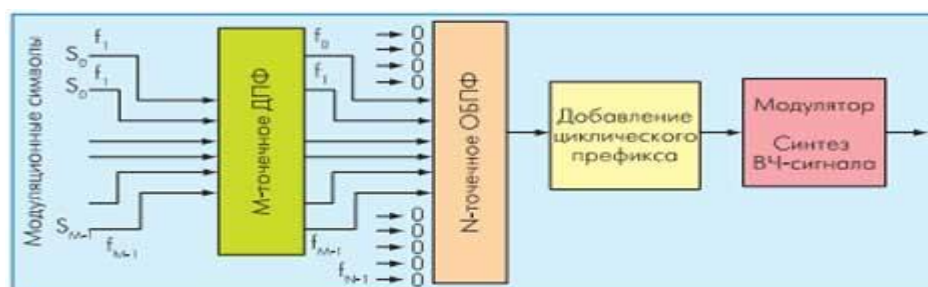 Модуляционные символы
S₀ f₁
S₀ f₁
Sₘ₋₁
fₘ₋₁
М-точечное ДПФ
f₀
f₁
fₘ₋₁
0
0
0
0
0
0
0
0
fₙ₋₁ 0
N-точечное ОБПФ
Добавление
циклического
префикса
Модулятор
Синтез
ВЧ-сигнала